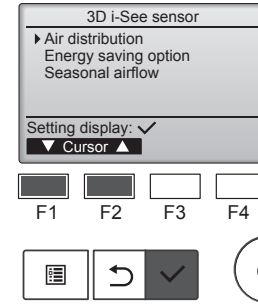 3D i-See sensor
Air distribution
Energy saving option
Seasonal airflow
Setting display: ✓
▼ Cursor ▲
F1 F2 F3 F4